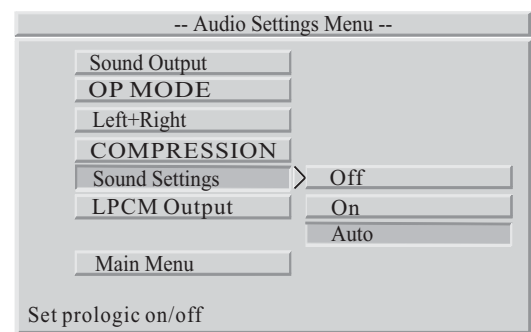 -- Audio Settings Menu --
Sound Output
OP MODE
Left+Right
COMPRESSION
Sound Settings
Off
LPCM Output
On
Auto
Main Menu
Set prologic on/off